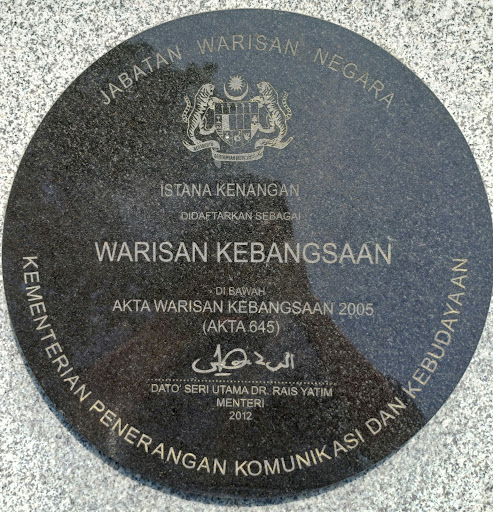 JABATAN WARISAN NEGARA
ISTANA KENANGAN
DIDAFTARKAN SEBAGAI
WARISAN KEBANGSAAN
DI BAWAH
AKTA WARISAN KEBANGSAAN 2005
(AKTA 645)
DATO' SERI UTAMA DR. RAIS YATIM
MENTERI
2012
KEMENTERIAN PENERANGAN KOMUNIKASI DAN KEBUDAYAAN